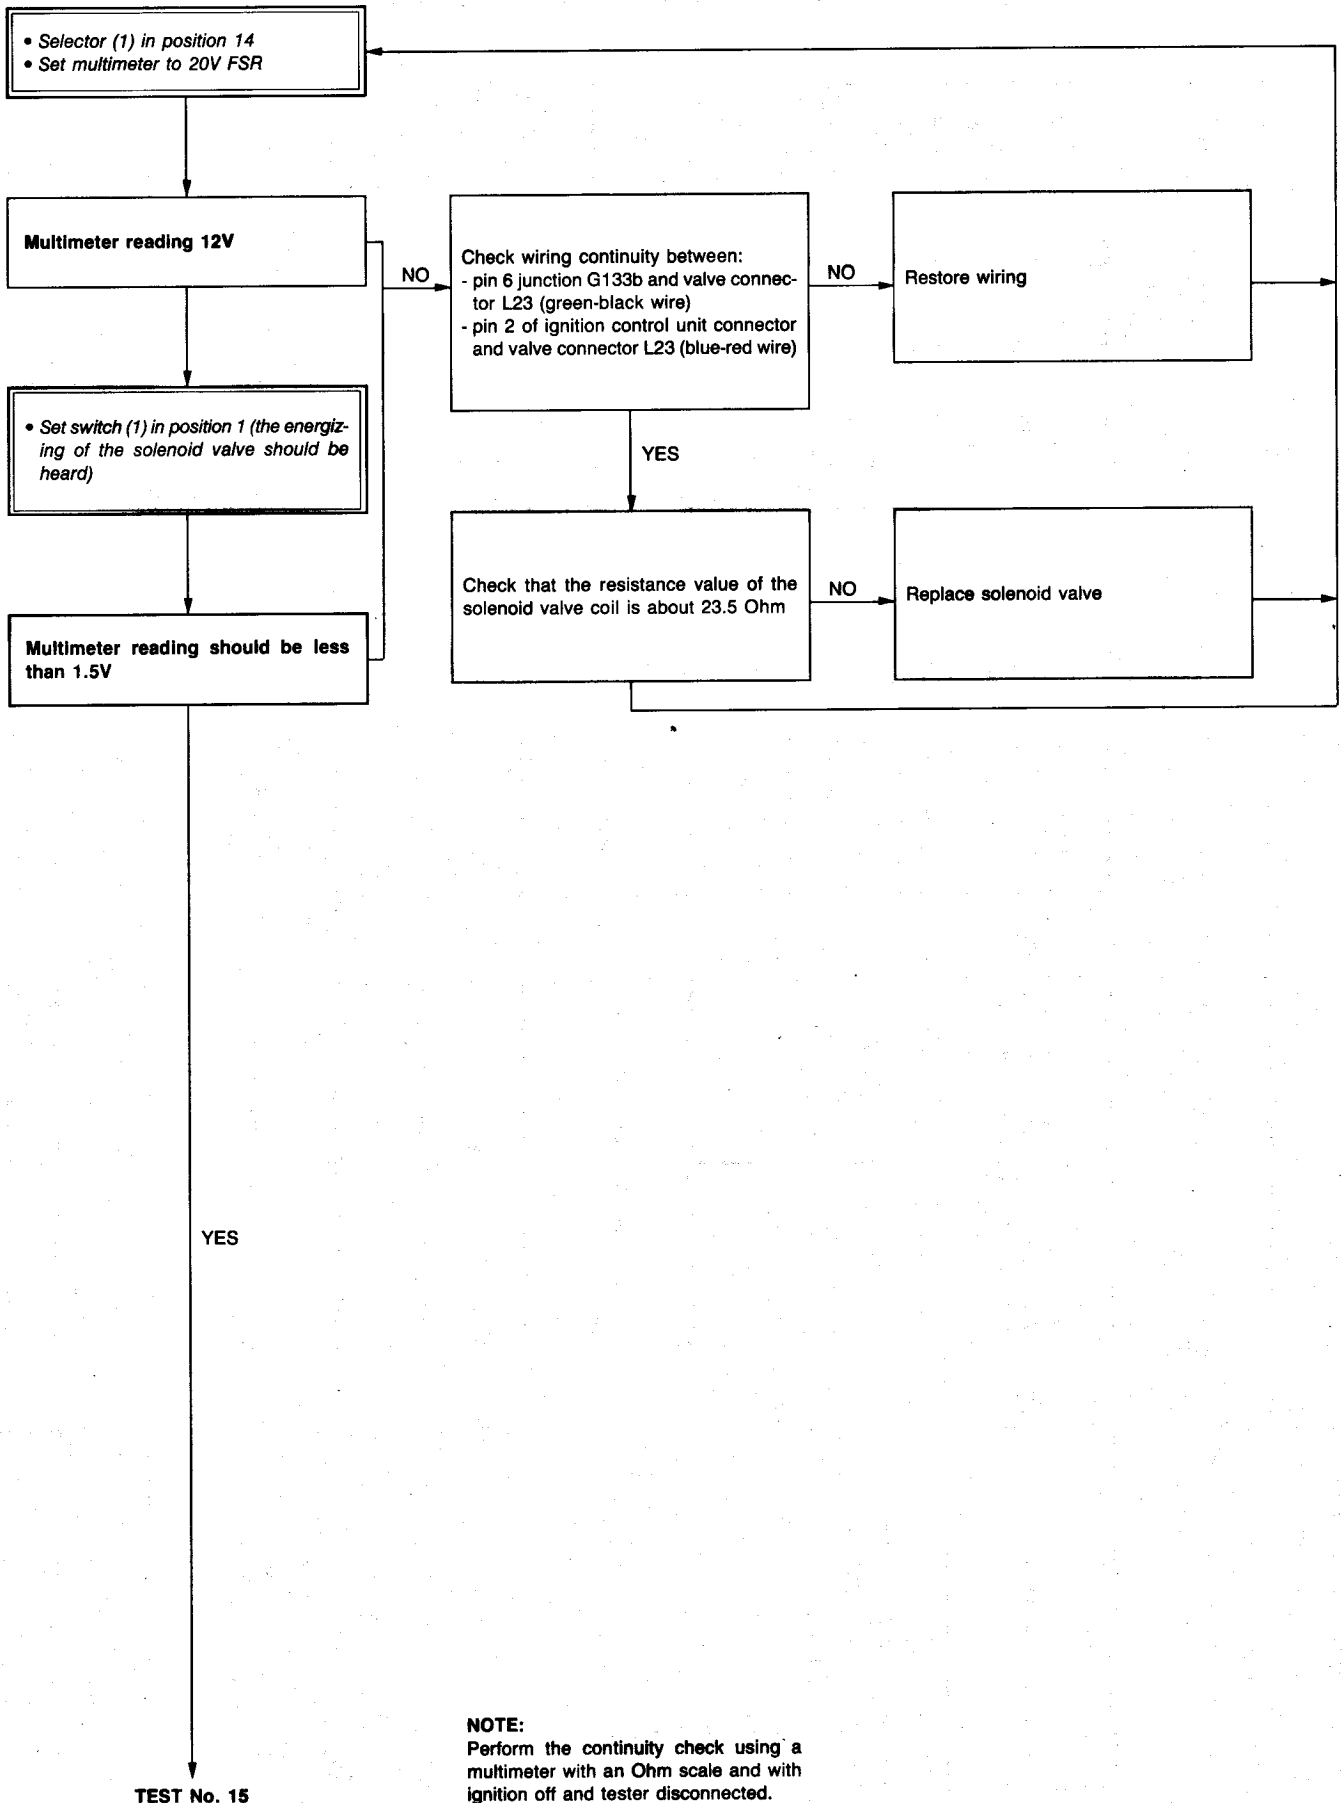 • Selector (1) in position 14
• Set multimeter to 20V FSR
Multimeter reading 12V
NO
Check wiring continuity between:
- pin 6 junction G133b and valve connec-
tor L23 (green-black wire)
- pin 2 of ignition control unit connector
and valve connector L23 (blue-red wire)
NO
Restore wiring
• Set switch (1) in position 1 (the energiz-
ing of the solenoid valve should be
heard)
YES
Check that the resistance value of the
solenoid valve coil is about 23.5 Ohm
NO
Replace solenoid valve
Multimeter reading should be less
than 1.5V
YES
NOTE:
Perform the continuity check using a
multimeter with an Ohm scale and with
ignition off and tester disconnected.
TEST No. 15